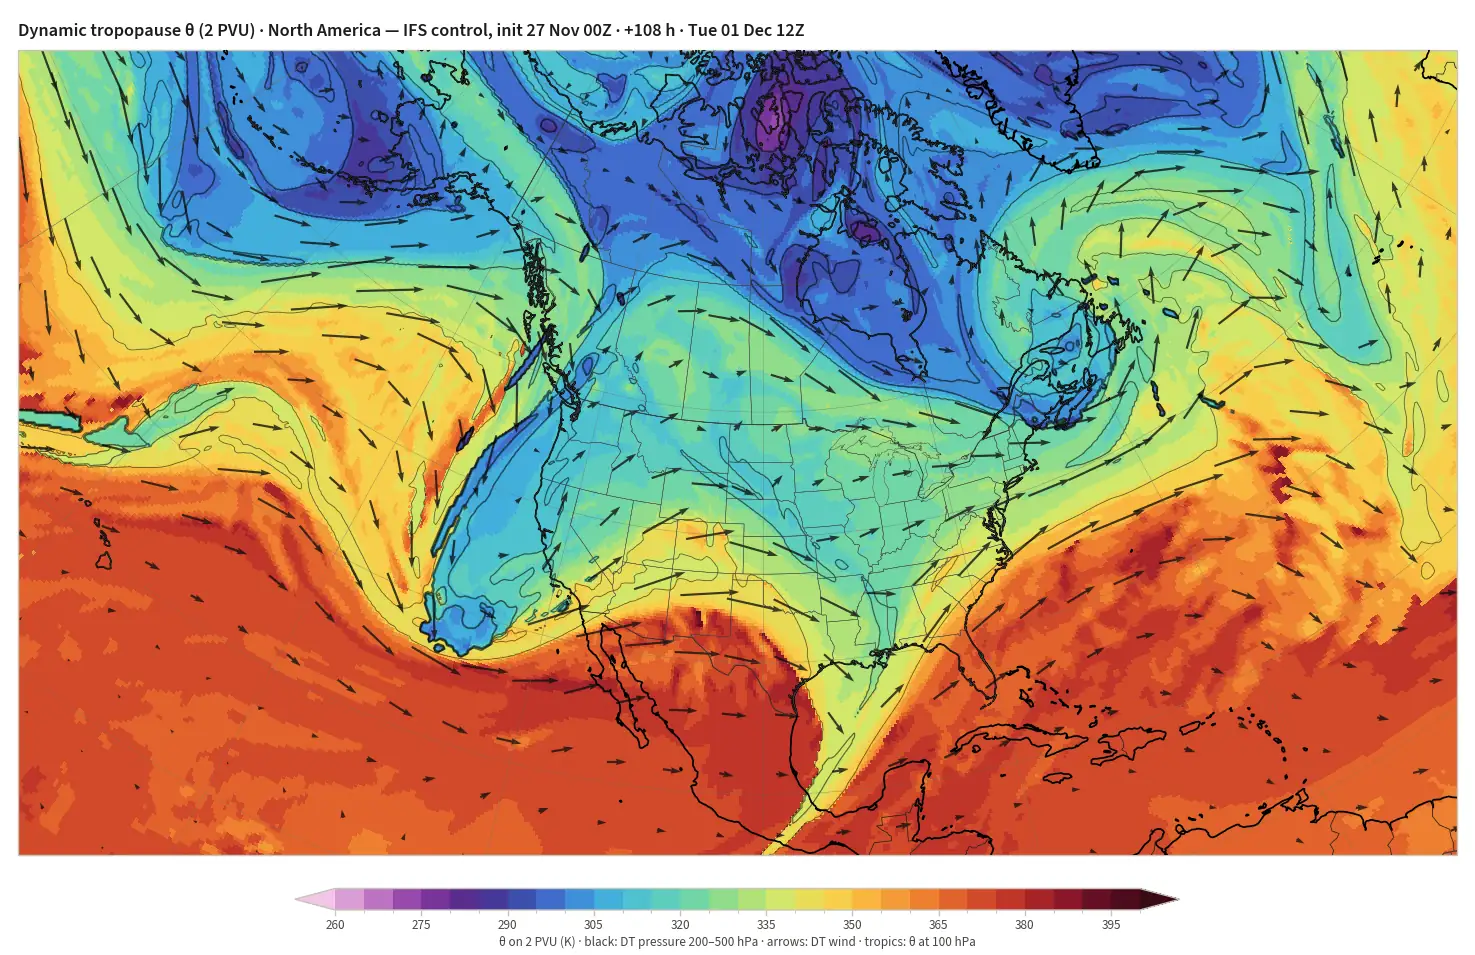 Dynamic tropopause θ (2 PVU) · North America — IFS control, init 27 Nov 00Z · +108 h · Tue 01 Dec 12Z
260 275 290 305 320 335 350 365 380 395
θ on 2 PVU (K) · black: DT pressure 200–500 hPa · arrows: DT wind · tropics: θ at 100 hPa